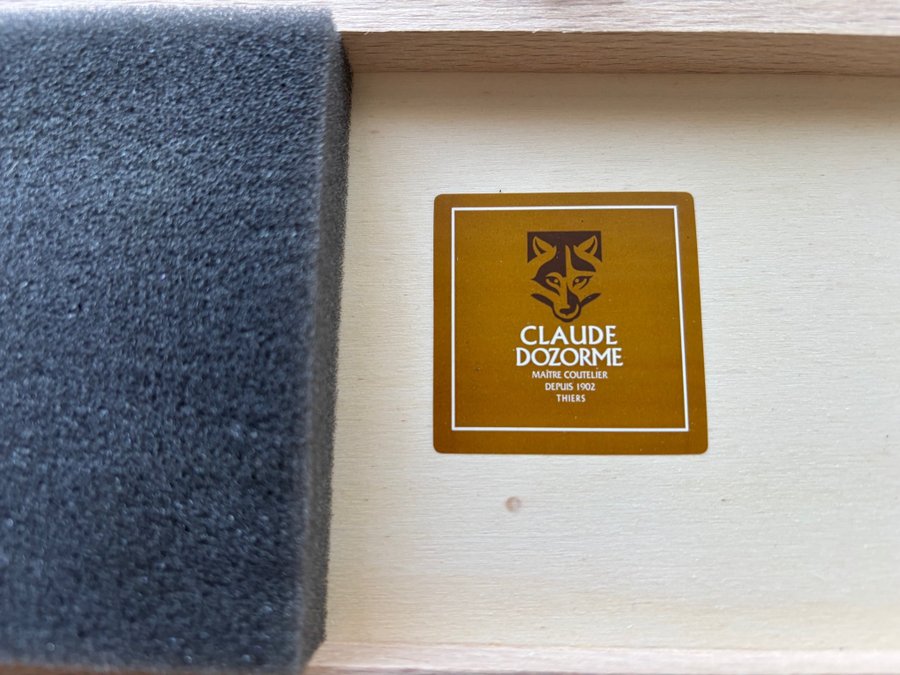 CLAUDE
DOZORME
MAÎTRE COUTELIER
DEPUIS 1902
THIERS